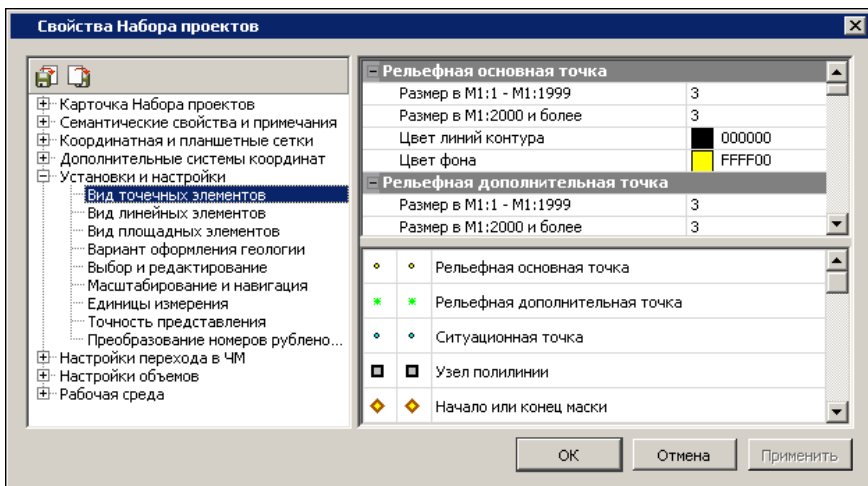 Свойства Набора проектов
Карточка Набора проектов
Семантические свойства и примечания
Координатная и планшетные сетки
Дополнительные системы координат
Установки и настройки
Вид точечных элементов
Вид линейных элементов
Вид площадных элементов
Вариант оформления геологии
Выбор и редактирование
Масштабирование и навигация
Единицы измерения
Точность представления
Преобразование номеров рублено...
Настройки перехода в ЧМ
Настройки объемов
Рабочая среда
Рельефная основная точка
Размер в М1:1 - М1:1999 3
Размер в М1:2000 и более 3
Цвет линий контура 000000
Цвет фона FFFF00
Рельефная дополнительная точка
Размер в М1:1 - М1:1999 3
Размер в М1:2000 и более 3
Рельефная основная точка
Рельефная дополнительная точка
Ситуационная точка
Узел полилинии
Начало или конец маски
ОК Отмена Применить